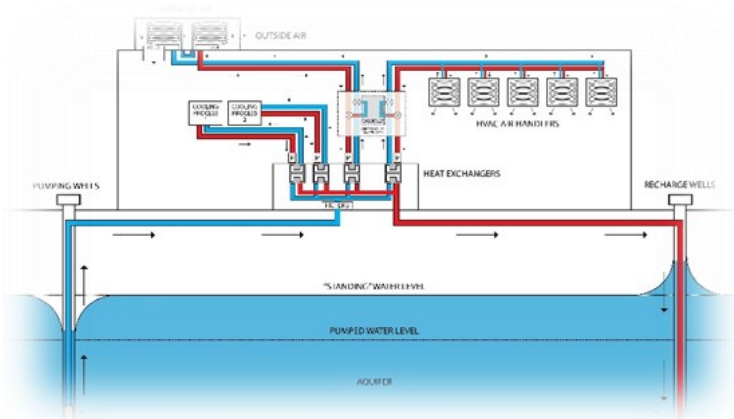 OUTSIDE AIR
COOLING
PROCESS
COOLING
PROCESS
2
HVAC AIR HANDLERS
HEAT EXCHANGERS
PUMPING WELLS
RECHARGE WELLS
FILTERS
"STANDING" WATER LEVEL
PUMPED WATER LEVEL
AQUIFER